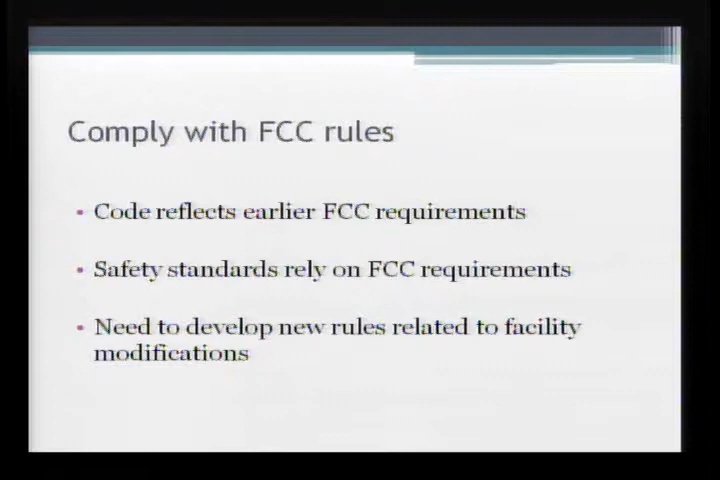 Comply with FCC rules
• Code reflects earlier FCC requirements
• Safety standards rely on FCC requirements
• Need to develop new rules related to facility
modifications